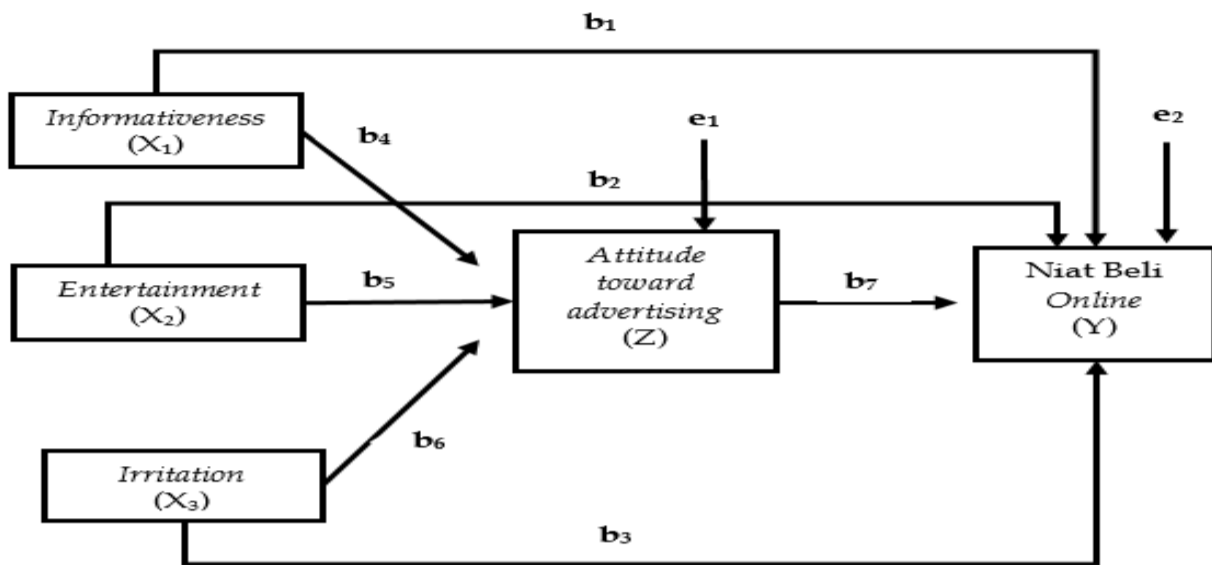 b₁
Informativeness
(X₁)
b₄
e₁
e₂
b₂
Entertainment
(X₂)
b₅
Attitude
toward
advertising
(Z)
b₇
Niat Beli
Online
(Y)
b₆
Irritation
(X₃)
b₃